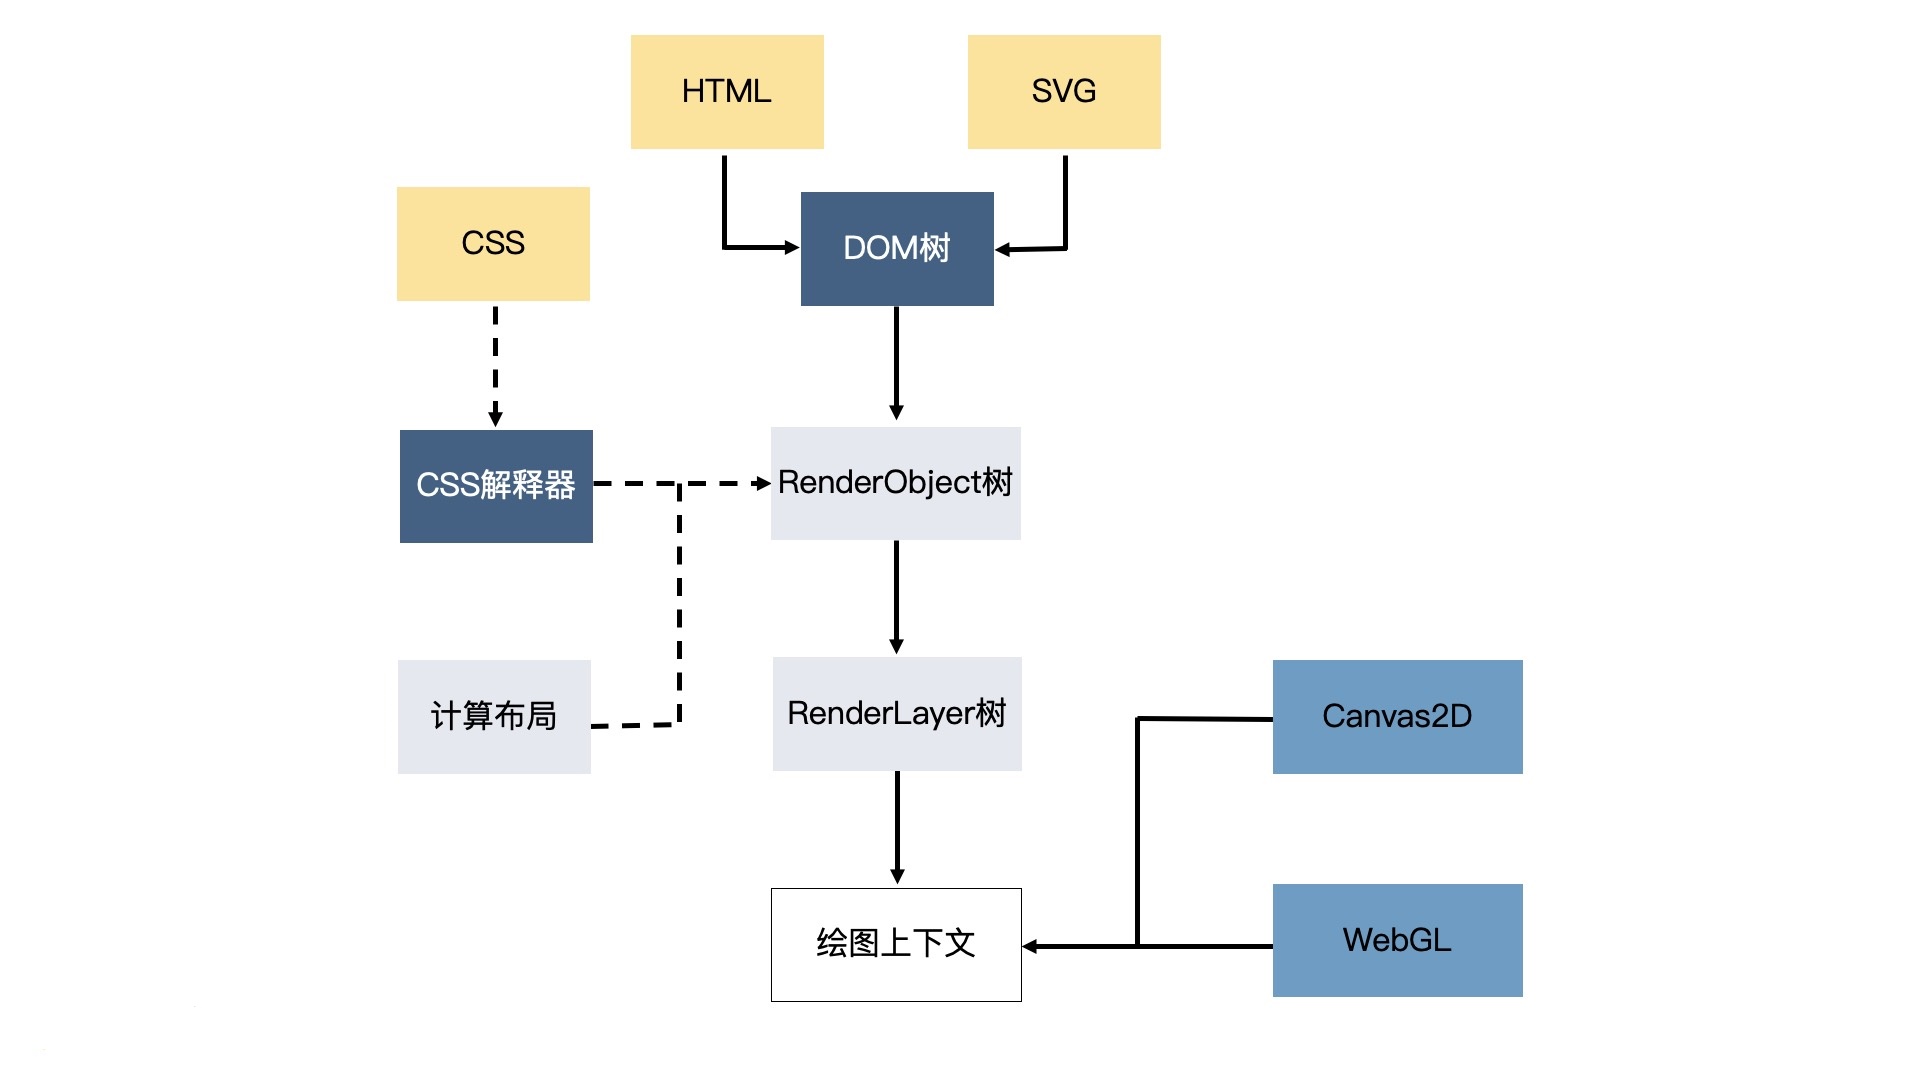 HTML
SVG
CSS
DOM树
CSS解释器
RenderObject树
计算布局
RenderLayer树
Canvas2D
绘图上下文
WebGL